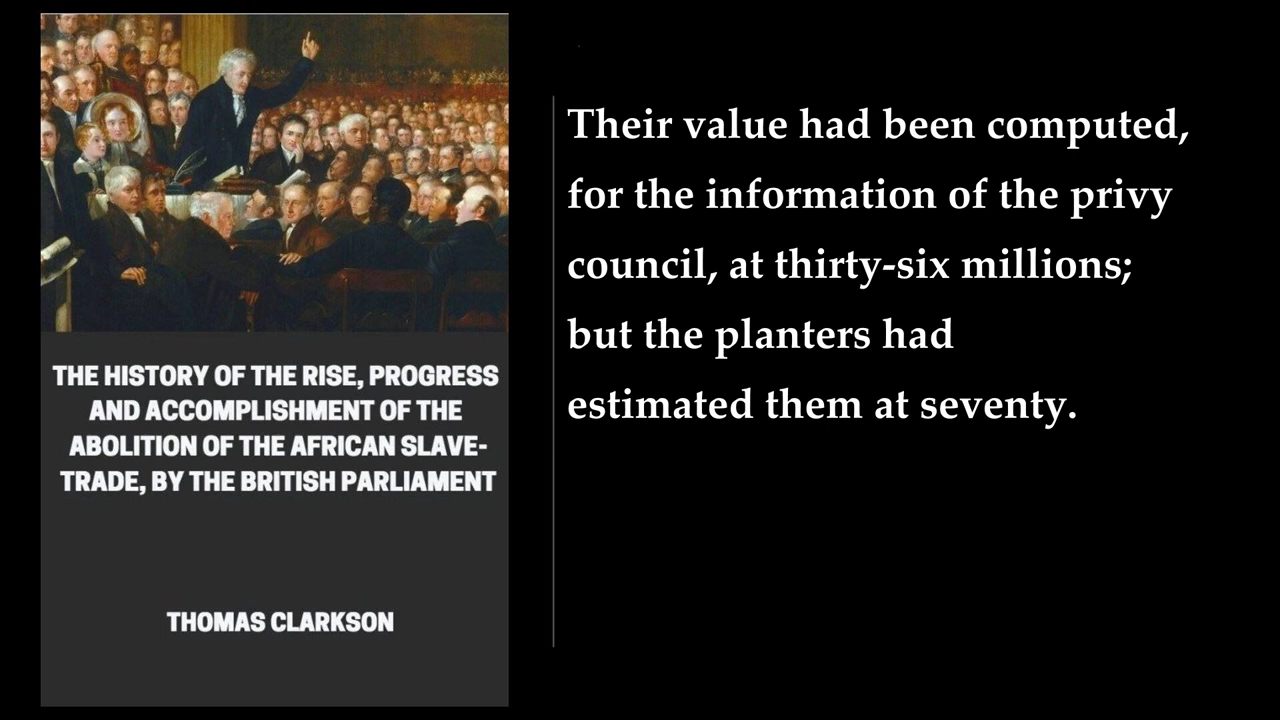 THE HISTORY OF THE RISE, PROGRESS
AND ACCOMPLISHMENT OF THE
ABOLITION OF THE AFRICAN SLAVE-
TRADE, BY THE BRITISH PARLIAMENT
THOMAS CLARKSON
Their value had been computed,
for the information of the privy
council, at thirty-six millions;
but the planters had
estimated them at seventy.